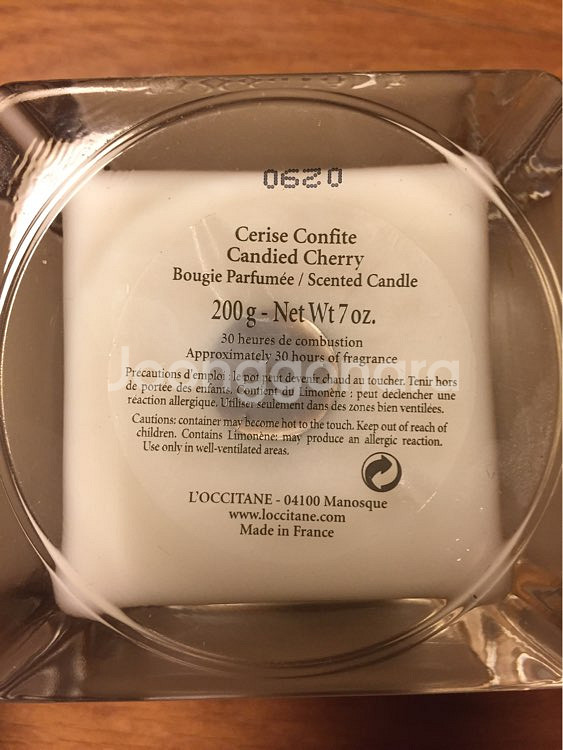 0620
Cerise Confite
Candied Cherry
Bougie Parfumée / Scented Candle
200 g - Net Wt 7 oz.
30 heures de combustion
Approximately 30 hours of fragrance
Joonggonara
Précautions d'emploi : le pot peut devenir chaud au toucher. Tenir hors
de portée des enfants. Contient du Limonène : peut déclencher une
réaction allergique. Utiliser seulement dans des zones bien ventilées.
Cautions: container may become hot to the touch. Keep out of reach of
children. Contains Limonene: may produce an allergic reaction.
Use only in well-ventilated areas.
L'OCCITANE - 04100 Manosque
www.loccitane.com
Made in France